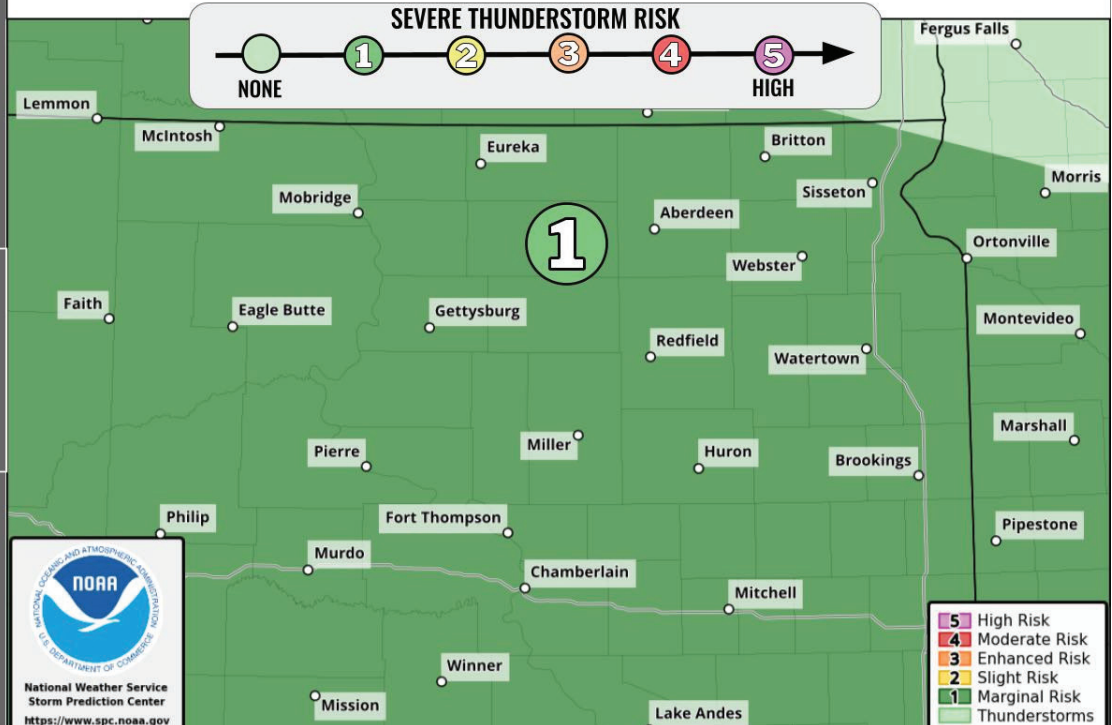 SEVERE THUNDERSTORM RISK
1 2 3 4 5
NONE HIGH
Fergus Falls
Lemmon
McIntosh
Eureka
Britton
Morris
Sisseton
Mobridge
Aberdeen
1
Ortonville
Webster
Faith
Eagle Butte
Gettysburg
Montevideo
Redfield
Watertown
Marshall
Miller
Pierre
Huron
Brookings
Philip
Fort Thompson
Pipestone
Murdo
Chamberlain
Mitchell
Winner
Mission
Lake Andes
NATIONAL OCEANIC AND ATMOSPHERIC ADMINISTRATION
NOAA
U.S. DEPARTMENT OF COMMERCE
National Weather Service
Storm Prediction Center
https://www.spc.noaa.gov
5 High Risk
4 Moderate Risk
3 Enhanced Risk
2 Slight Risk
1 Marginal Risk
Thunderstorms